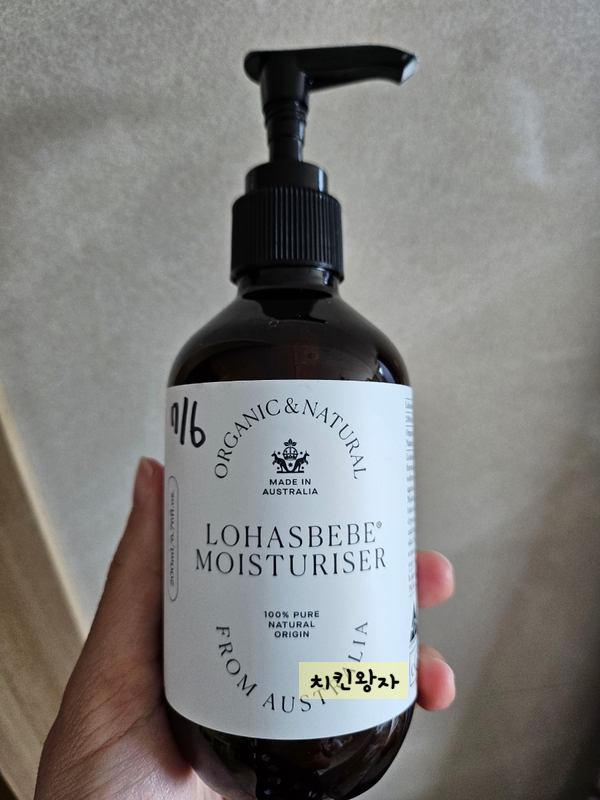 7/6
ORGANIC & NATURAL
MADE IN
AUSTRALIA
LOHASBEBE®
MOISTURISER
100% PURE
NATURAL
ORIGIN
FROM AUSTRALIA
치킨왕자